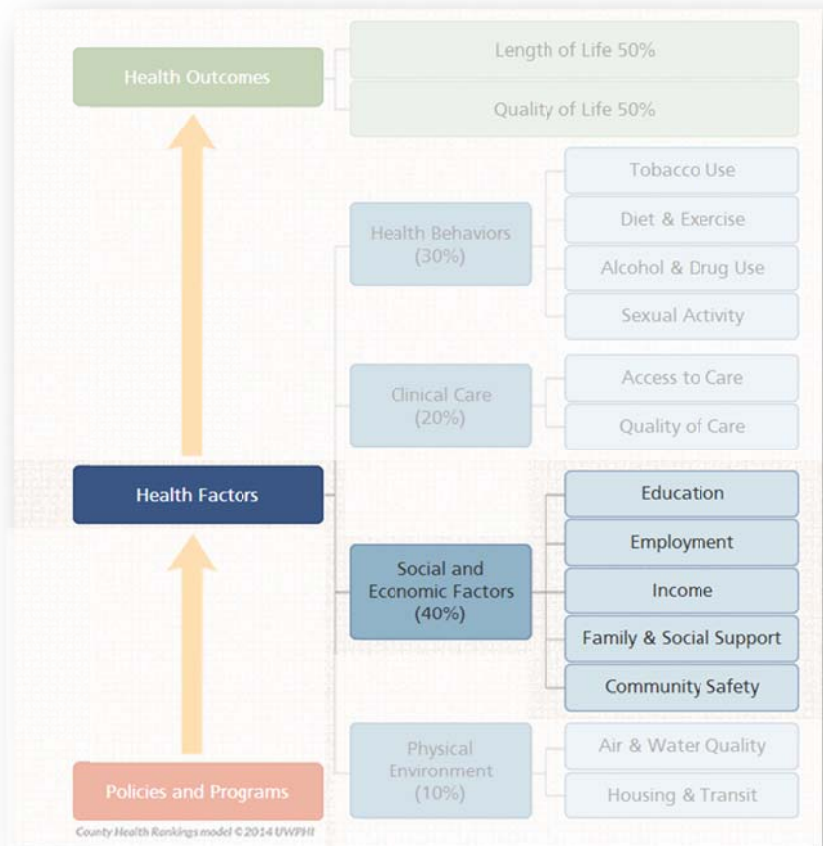 Health Outcomes
Length of Life 50%
Quality of Life 50%
Health Behaviors
(30%)
Tobacco Use
Diet & Exercise
Alcohol & Drug Use
Sexual Activity
Clinical Care
(20%)
Access to Care
Quality of Care
Health Factors
Social and
Economic Factors
(40%)
Education
Employment
Income
Family & Social Support
Community Safety
Physical
Environment
(10%)
Air & Water Quality
Housing & Transit
Policies and Programs
County Health Rankings model © 2014 UWPHI